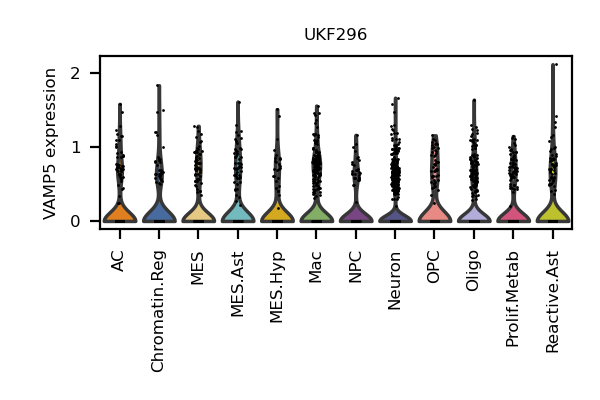 UKF296
VAMP5 expression
2
1
0
AC
Chromatin.Reg
MES
MES.Ast
MES.Hyp
Mac
NPC
Neuron
OPC
Oligo
Prolif.Metab
Reactive.Ast